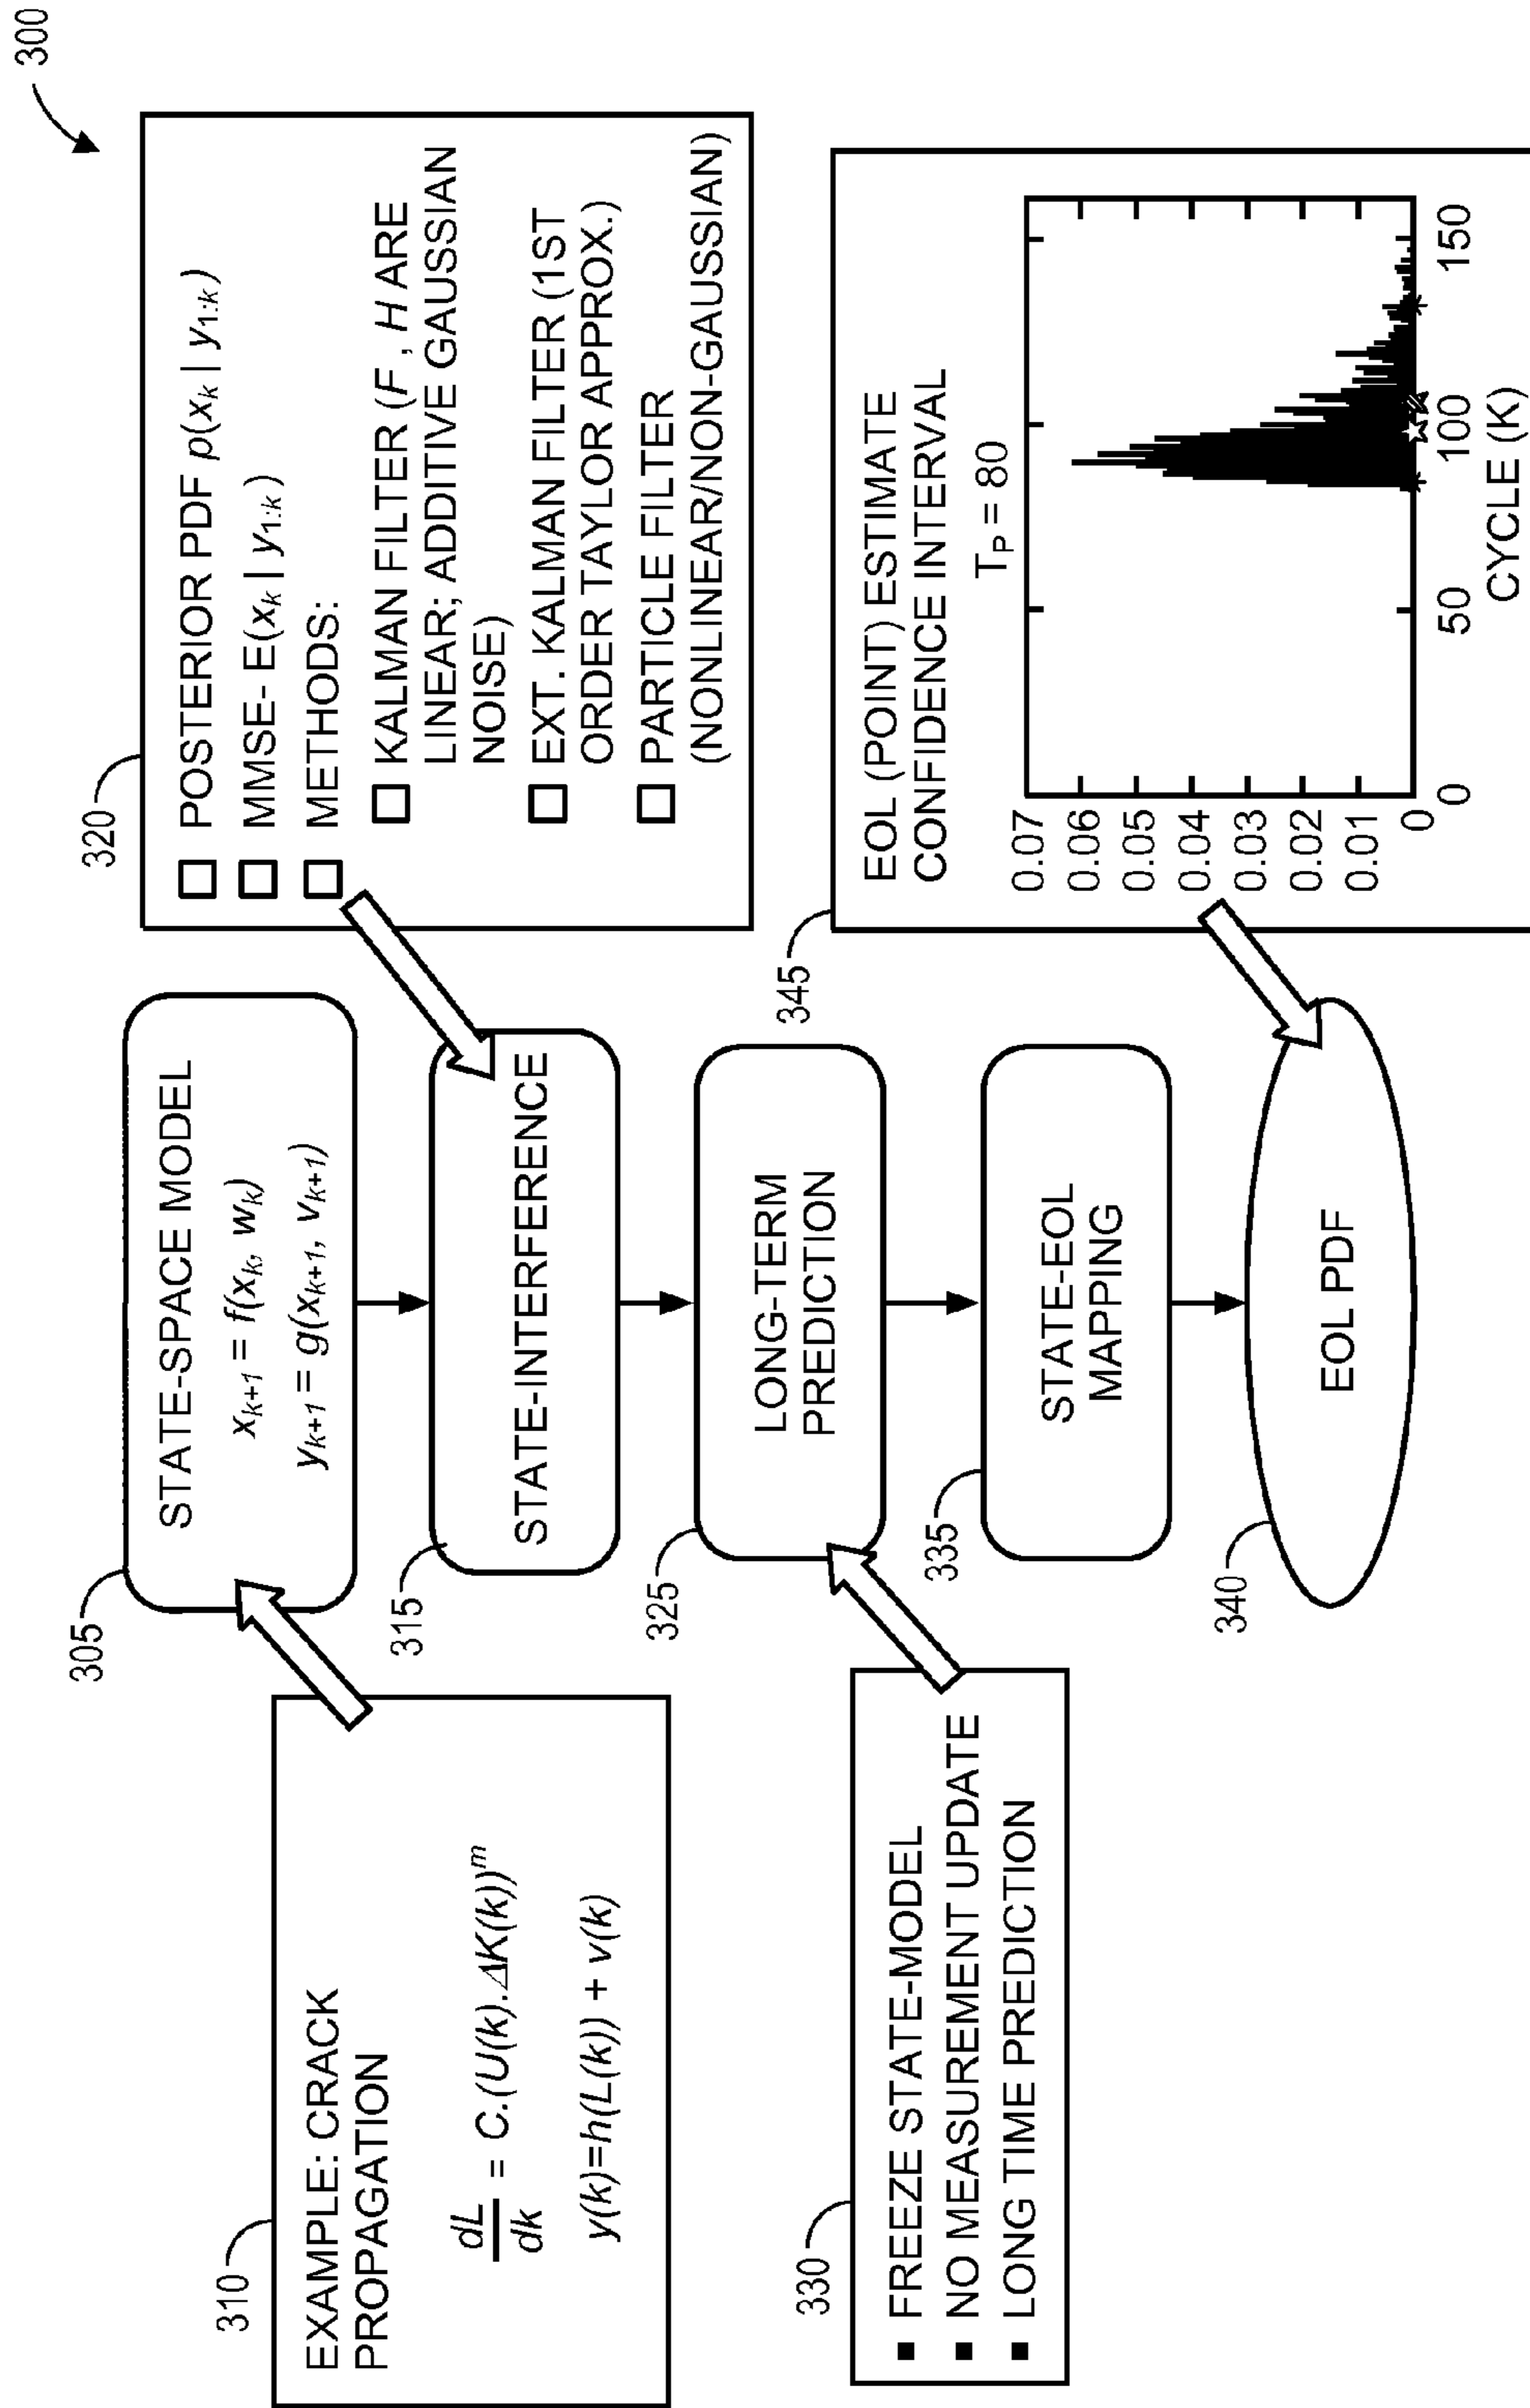 300
305
STATE-SPACE MODEL
x_{k+1} = f(x_k, w_k)
y_{k+1} = g(x_{k+1}, v_{k+1})
310
EXAMPLE: CRACK
PROPAGATION
dL/dk = C.(U(k).ΔK(k))^m
y(k)=h(L(k)) + v(k)
315
STATE-INTERFERENCE
320
□ POSTERIOR PDF p(x_k | y_{1:k})
□ MMSE- E(x_k | y_{1:k})
□ METHODS:
□ KALMAN FILTER (F , H ARE
LINEAR; ADDITIVE GAUSSIAN
NOISE)
□ EXT. KALMAN FILTER (1ST
ORDER TAYLOR APPROX.)
□ PARTICLE FILTER
(NONLINEAR/NON-GAUSSIAN)
325
LONG-TERM
PREDICTION
330
■ FREEZE STATE-MODEL
■ NO MEASUREMENT UPDATE
■ LONG TIME PREDICTION
335
STATE-EOL
MAPPING
340
EOL PDF
345
EOL (POINT) ESTIMATE
CONFIDENCE INTERVAL
T_P = 80
0.07
0.06
0.05
0.04
0.03
0.02
0.01
0
0 50 100 150
CYCLE (K)